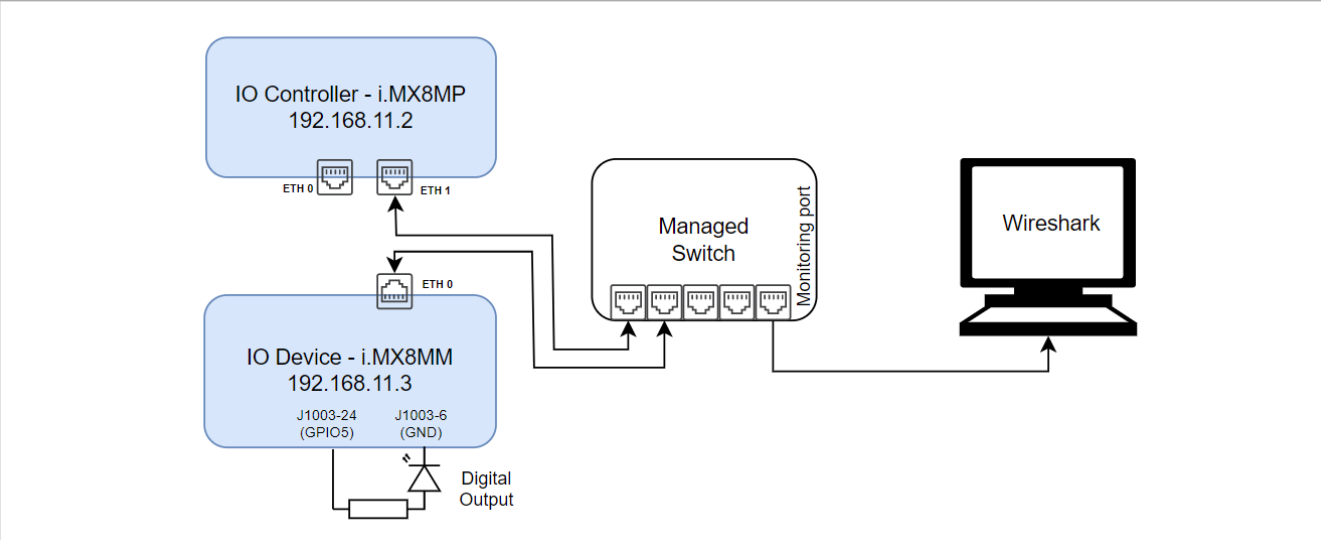 IO Controller - i.MX8MP
192.168.11.2
ETH 0
ETH 1
ETH 0
IO Device - i.MX8MM
192.168.11.3
J1003-24
(GPIO5)
J1003-6
(GND)
Digital
Output
Managed
Switch
Monitoring port
Wireshark